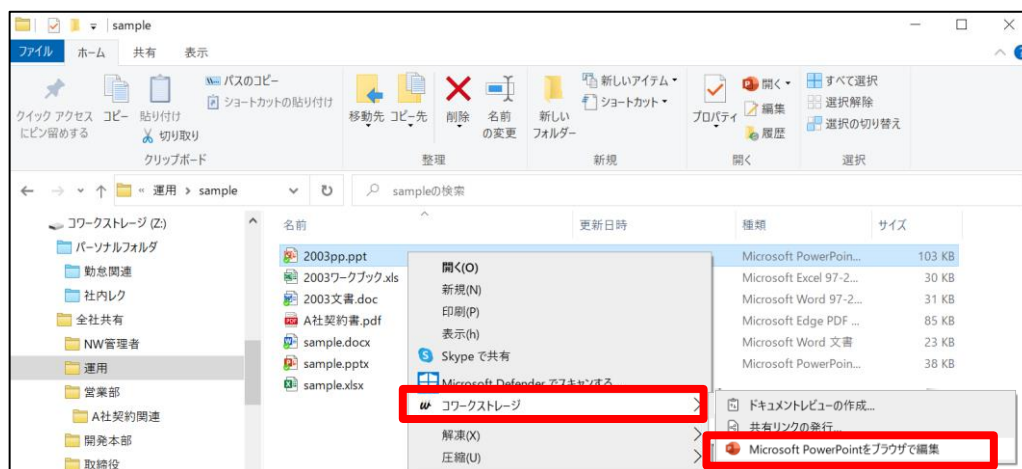 sample
ファイル ホーム 共有 表示
クイック アクセス にピン留めする
コピー
貼り付け
パスのコピー
ショートカットの貼り付け
切り取り
クリップボード
移動先
コピー先
削除
名前の変更
整理
新しいフォルダー
新しいアイテム
ショートカット
新規
プロパティ
開く
編集
履歴
開く
すべて選択
選択解除
選択の切り替え
選択
« 運用 > sample
sampleの検索
コワークストレージ (Z:)
パーソナルフォルダ
勤怠関連
社内レク
全社共有
NW管理者
運用
営業部
A社契約関連
開発本部
取締役
名前 更新日時 種類 サイズ
2003pp.ppt Microsoft PowerPoin... 103 KB
2003ワークブック.xls Microsoft Excel 97-2... 30 KB
2003文書.doc Microsoft Word 97-2... 31 KB
A社契約書.pdf Microsoft Edge PDF ... 85 KB
sample.docx Microsoft Word 文書 23 KB
sample.pptx Microsoft PowerPoin... 38 KB
sample.xlsx
開く(O)
新規(N)
印刷(P)
表示(h)
Skype で共有
Microsoft Defender でスキャンする
コワークストレージ
解凍(X)
圧縮(U)
ドキュメントレビューの作成...
共有リンクの発行...
Microsoft PowerPointをブラウザで編集